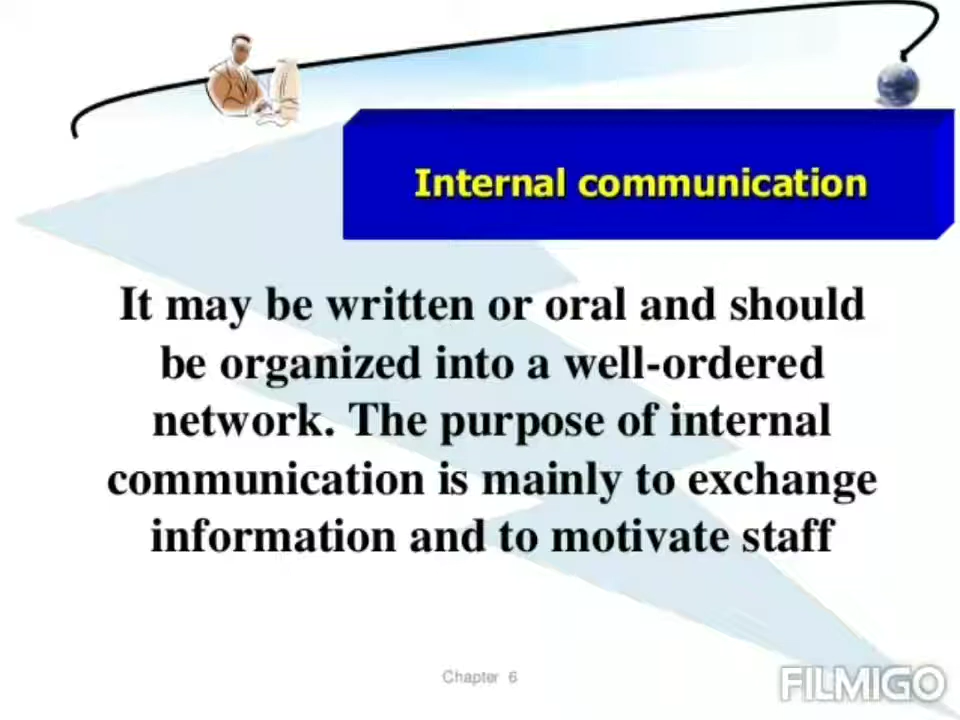 Internal communication
It may be written or oral and should
be organized into a well-ordered
network. The purpose of internal
communication is mainly to exchange
information and to motivate staff
Chapter 6
FILMIGO